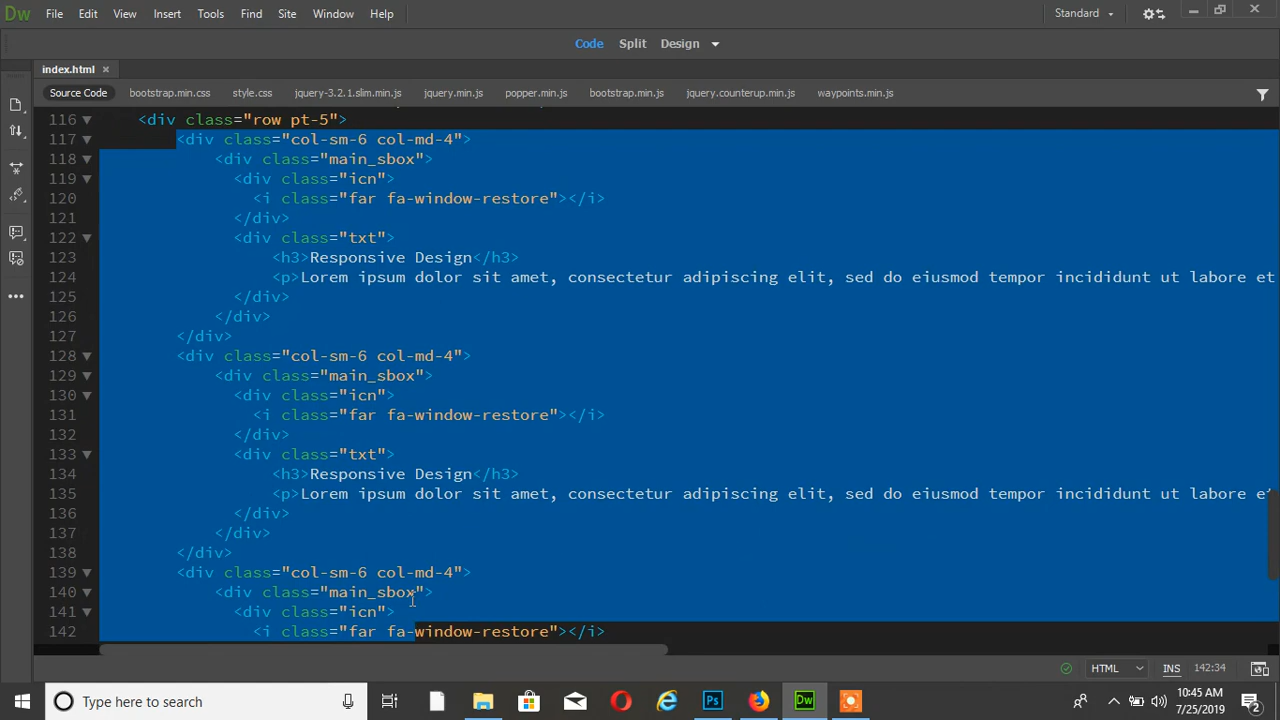 Dw File Edit View Insert Tools Find Site Window Help Standard
Code Split Design
index.html ×
Source Code bootstrap.min.css style.css jquery-3.2.1.slim.min.js jquery.min.js popper.min.js bootstrap.min.js jquery.counterup.min.js waypoints.min.js
116 <div class="row pt-5">
117 <div class="col-sm-6 col-md-4">
118 <div class="main_sbox">
119 <div class="icn">
120 <i class="far fa-window-restore"></i>
121 </div>
122 <div class="txt">
123 <h3>Responsive Design</h3>
124 <p>Lorem ipsum dolor sit amet, consectetur adipiscing elit, sed do eiusmod tempor incididunt ut labore et
125 </div>
126 </div>
127 </div>
128 <div class="col-sm-6 col-md-4">
129 <div class="main_sbox">
130 <div class="icn">
131 <i class="far fa-window-restore"></i>
132 </div>
133 <div class="txt">
134 <h3>Responsive Design</h3>
135 <p>Lorem ipsum dolor sit amet, consectetur adipiscing elit, sed do eiusmod tempor incididunt ut labore et
136 </div>
137 </div>
138 </div>
139 <div class="col-sm-6 col-md-4">
140 <div class="main_sbox">
141 <div class="icn">
142 <i class="far fa-window-restore"></i>
HTML INS 142:34
Type here to search Ps Dw 10:45 AM
7/25/2019 2